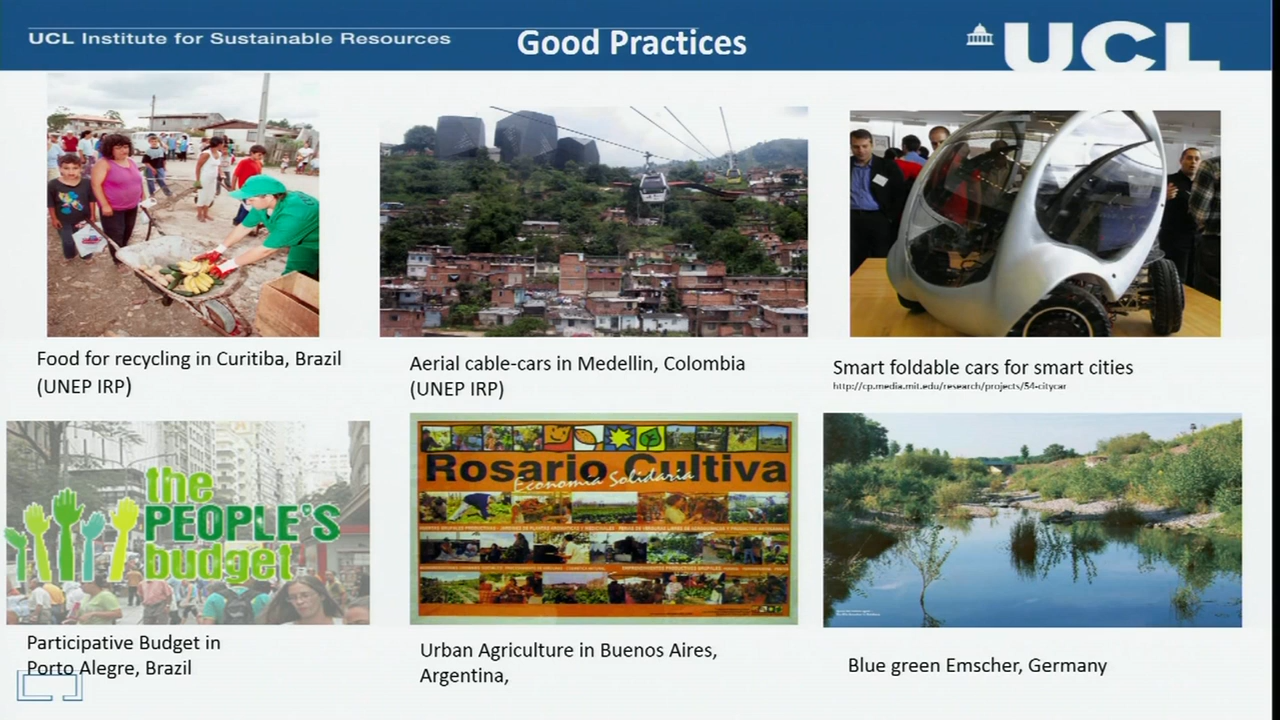 UCL Institute for Sustainable Resources
Good Practices
UCL
Food for recycling in Curitiba, Brazil
(UNEP IRP)
Aerial cable-cars in Medellin, Colombia
(UNEP IRP)
Smart foldable cars for smart cities
http://cp.media.mit.edu/research/projects/54-citycar
the
PEOPLE'S
budget
Rosario Cultiva
Economía Solidaria
Participative Budget in
Porto Alegre, Brazil
Urban Agriculture in Buenos Aires,
Argentina,
Blue green Emscher, Germany